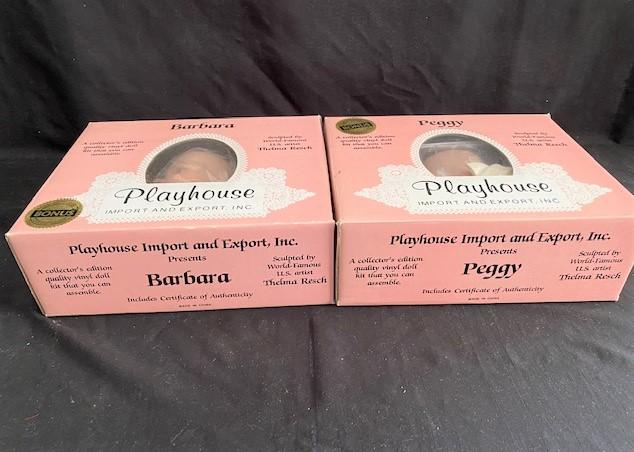 Barbara
A collector's edition
quality vinyl doll
kit that you can
assemble.
Sculpted by
World-Famous
U.S. artist
Thelma Resch
Playhouse
IMPORT AND EXPORT, INC.
BONUS
Playhouse Import and Export, Inc.
Presents
Barbara
A collector's edition
quality vinyl doll
kit that you can
assemble.
Sculpted by
World-Famous
U.S. artist
Thelma Resch
Includes Certificate of Authenticity
MADE IN CHINA
Peggy
BONUS
A collector's edition
quality vinyl doll
kit that you can
assemble.
Sculpted by
World-Famous
U.S. artist
Thelma Resch
Playhouse
IMPORT AND EXPORT, INC.
Playhouse Import and Export, Inc.
Presents
Peggy
A collector's edition
quality vinyl doll
kit that you can
assemble.
Sculpted by
World-Famous
U.S. artist
Thelma Resch
Includes Certificate of Authenticity
MADE IN CHINA